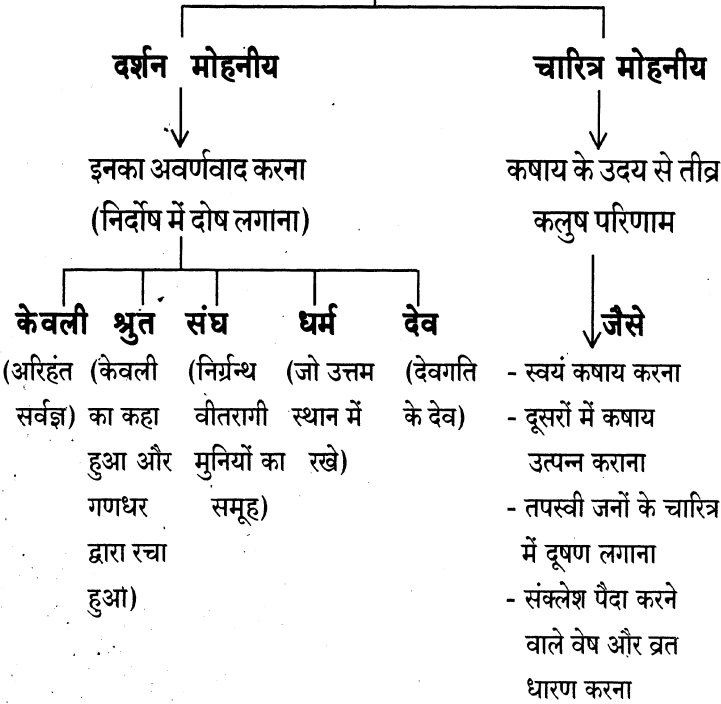 दर्शन मोहनीय
इनका अवर्णवाद करना
(निर्दोष में दोष लगाना)
केवली
(अरिहंत
सर्वज्ञ)
श्रुत
(केवली
का कहा
हुआ और
गणधर
द्वारा रचा
हुआ)
संघ
(निर्ग्रन्थ
वीतरागी
मुनियों का
समूह)
धर्म
(जो उत्तम
स्थान में
रखे)
देव
(देवगति
के देव)
चारित्र मोहनीय
कषाय के उदय से तीव्र
कलुष परिणाम
जैसे
- स्वयं कषाय करना
- दूसरों में कषाय
उत्पन्न कराना
- तपस्वी जनों के चारित्र
में दूषण लगाना
- संक्लेश पैदा करने
वाले वेष और व्रत
धारण करना